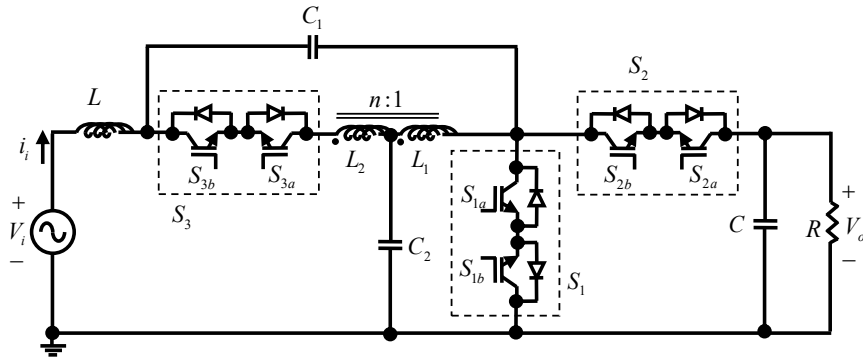 C₁
S₂
L
n:1
iᵢ
S₃b
S₃a
L₂
L₁
S₂b
S₂a
S₃
S₁a
+
Vᵢ
−
C₂
S₁b
S₁
C
R
+
Vₒ
−